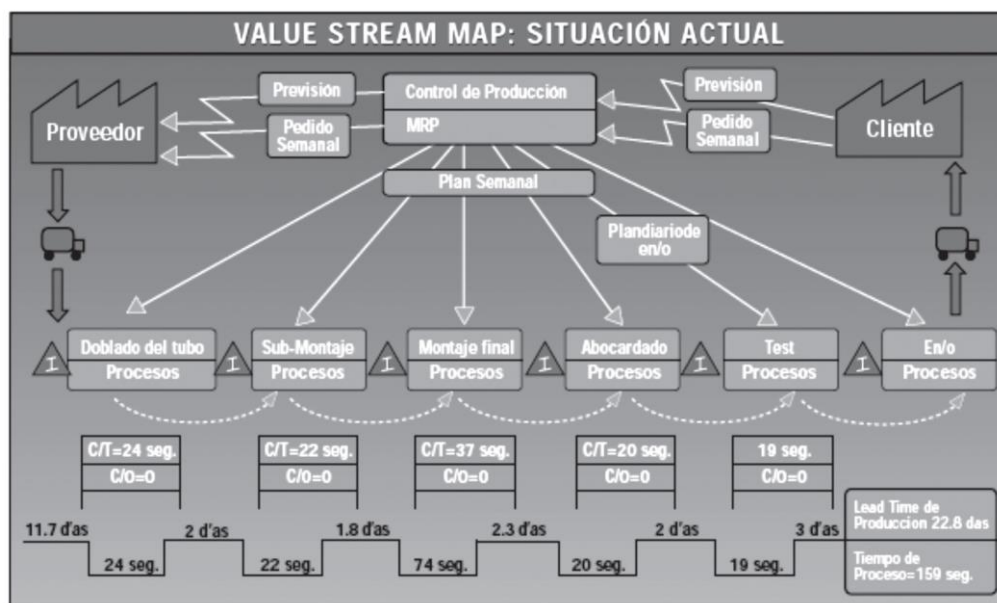 VALUE STREAM MAP: SITUACIÓN ACTUAL
Proveedor
Previsión
Pedido
Semanal
Control de Producción
MRP
Previsión
Pedido
Semanal
Cliente
Plan Semanal
Plandiariode
en/o
I
Doblado del tubo
Procesos
I
Sub-Montaje
Procesos
I
Montaje final
Procesos
I
Abocardado
Procesos
I
Test
Procesos
I
En/o
Procesos
C/T=24 seg.
C/O=0
C/T=22 seg.
C/O=0
C/T=37 seg.
C/O=0
C/T=20 seg.
C/O=0
19 seg.
C/O=0
11.7 d'as
2 d'as
1.8 d'as
2.3 d'as
2 d'as
3 d'as
24 seg.
22 seg.
74 seg.
20 seg.
19 seg.
Lead Time de
Produccion 22.8 das
Tiempo de
Proceso=159 seg.